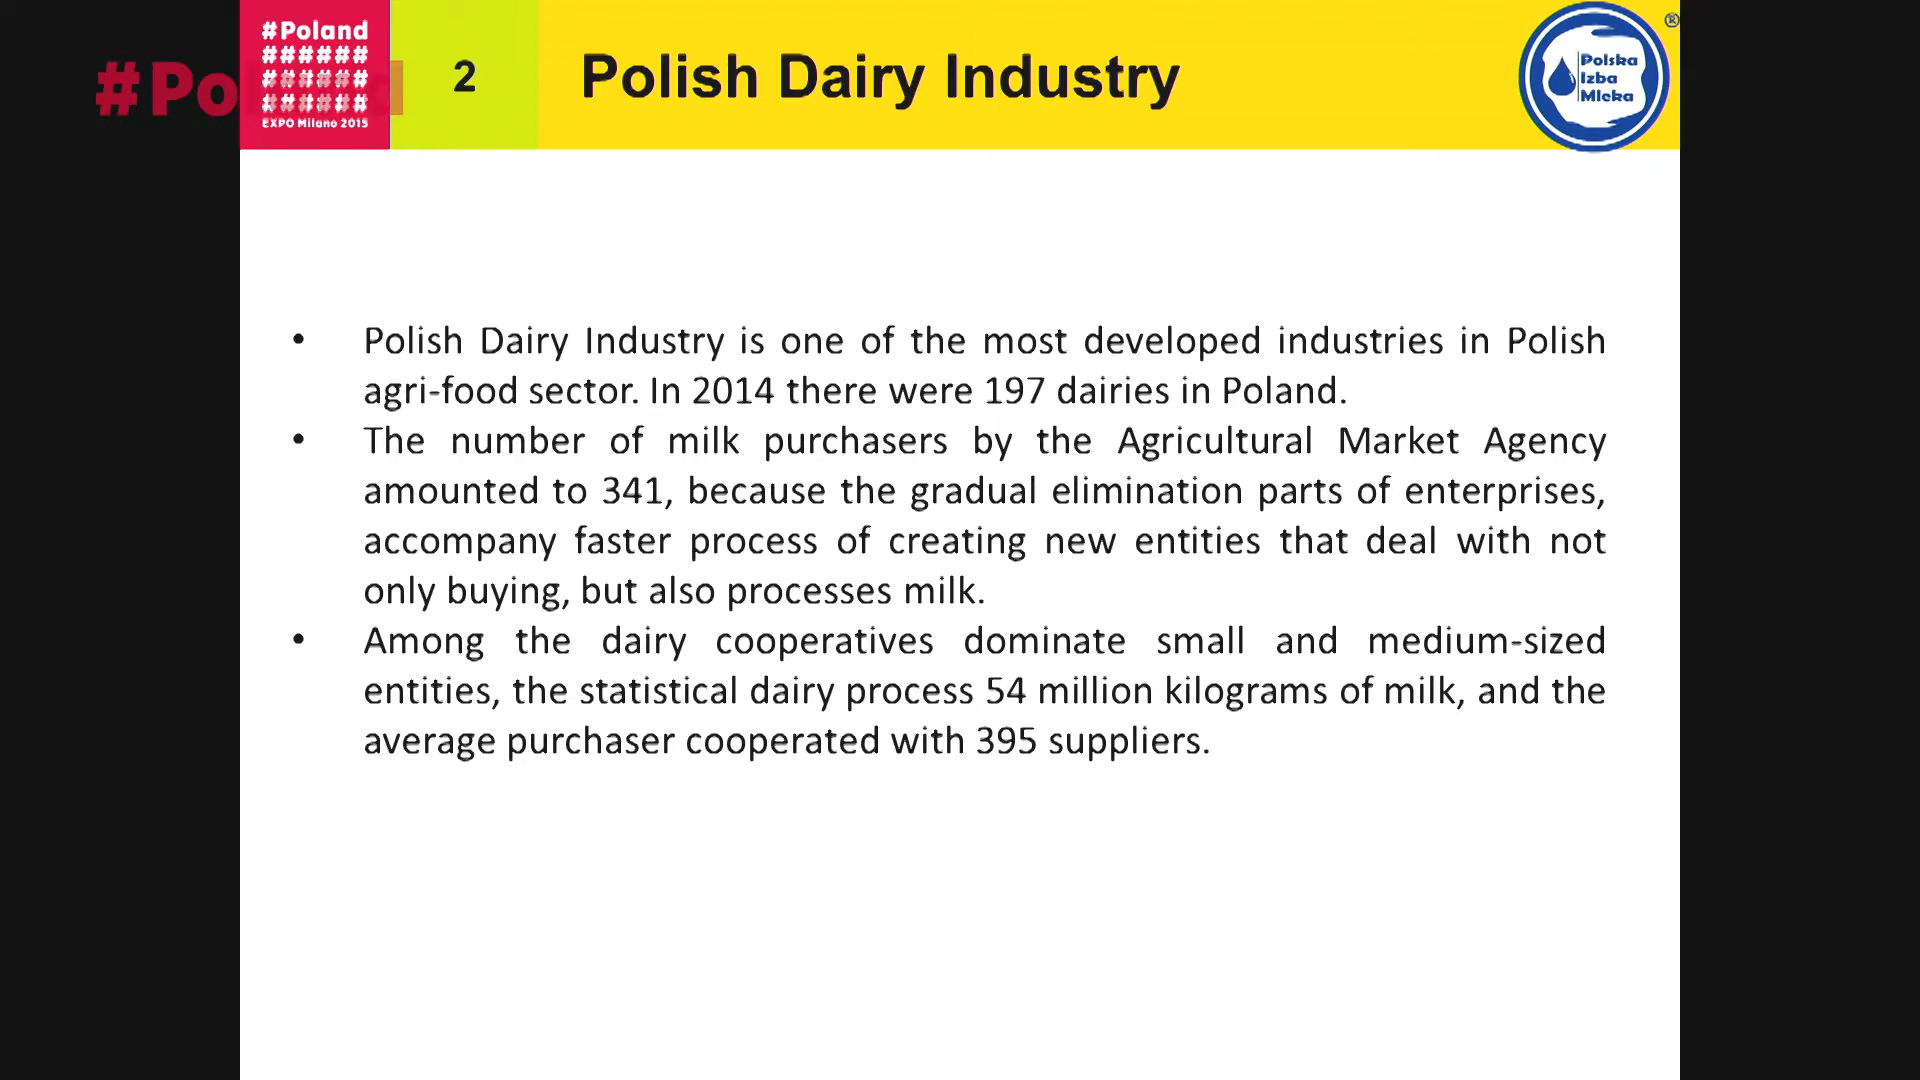 #Poland
######
######
######
EXPO Milano 2015
2
Polish Dairy Industry
Polska
Izba
Mleka
®
• Polish Dairy Industry is one of the most developed industries in Polish
agri-food sector. In 2014 there were 197 dairies in Poland.
• The number of milk purchasers by the Agricultural Market Agency
amounted to 341, because the gradual elimination parts of enterprises,
accompany faster process of creating new entities that deal with not
only buying, but also processes milk.
• Among the dairy cooperatives dominate small and medium-sized
entities, the statistical dairy process 54 million kilograms of milk, and the
average purchaser cooperated with 395 suppliers.